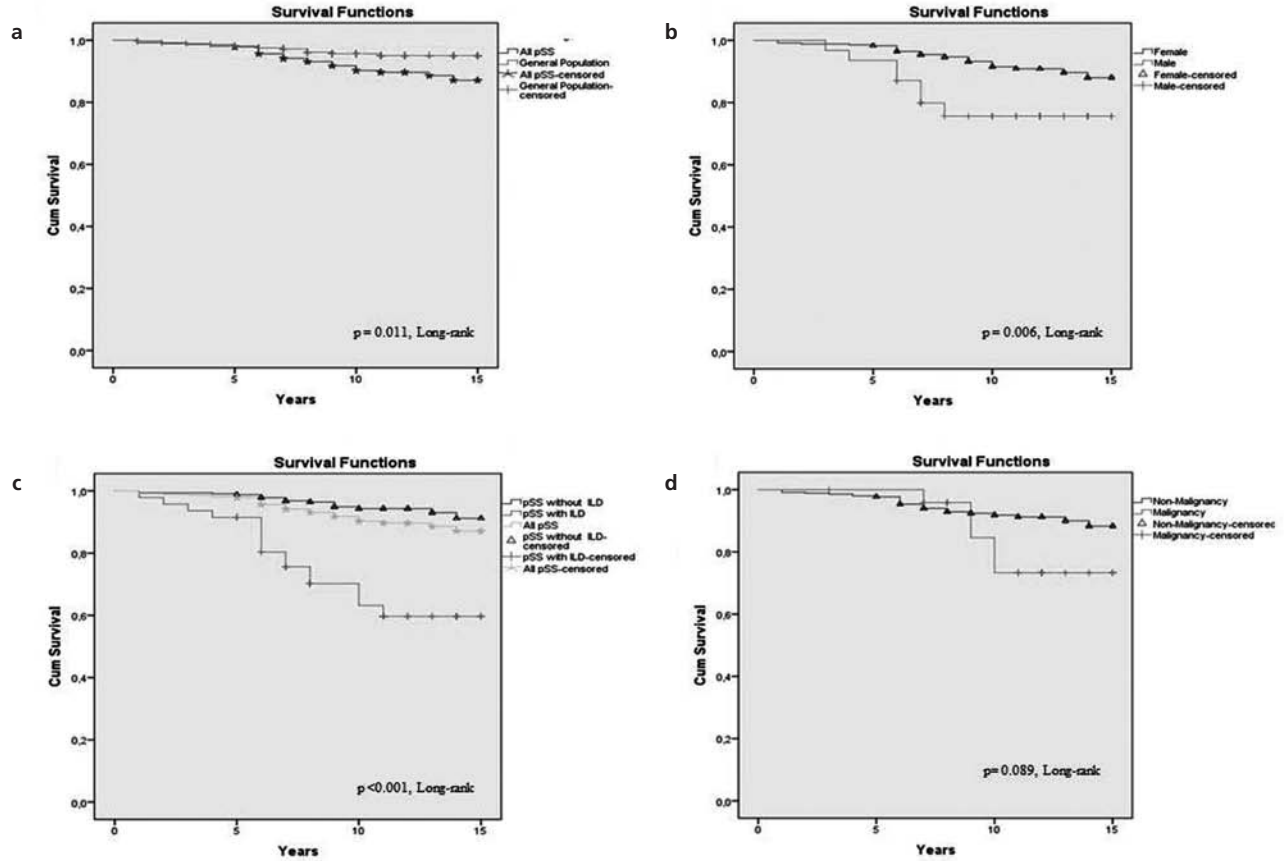 a
Survival Functions
1,0
0,8
0,6
0,4
0,2
0,0
Cum Survival
0
5
10
15
Years
p = 0.011, Long-rank
All pSS
General Population
All pSS-censored
General Population-
censored
b
Survival Functions
1,0
0,8
0,6
0,4
0,2
0,0
Cum Survival
0
5
10
15
Years
p = 0.006, Long-rank
Female
Male
Female-censored
Male-censored
c
Survival Functions
1,0
0,8
0,6
0,4
0,2
0,0
Cum Survival
0
5
10
15
Years
p <0.001, Long-rank
pSS without ILD
pSS with ILD
All pSS
pSS without ILD-
censored
pSS with ILD-censored
All pSS-censored
d
Survival Functions
1,0
0,8
0,6
0,4
0,2
0,0
Cum Survival
0
5
10
15
Years
p= 0.089, Long-rank
Non-Malignancy
Malignancy
Non-Malignancy-censored
Malignancy-censored